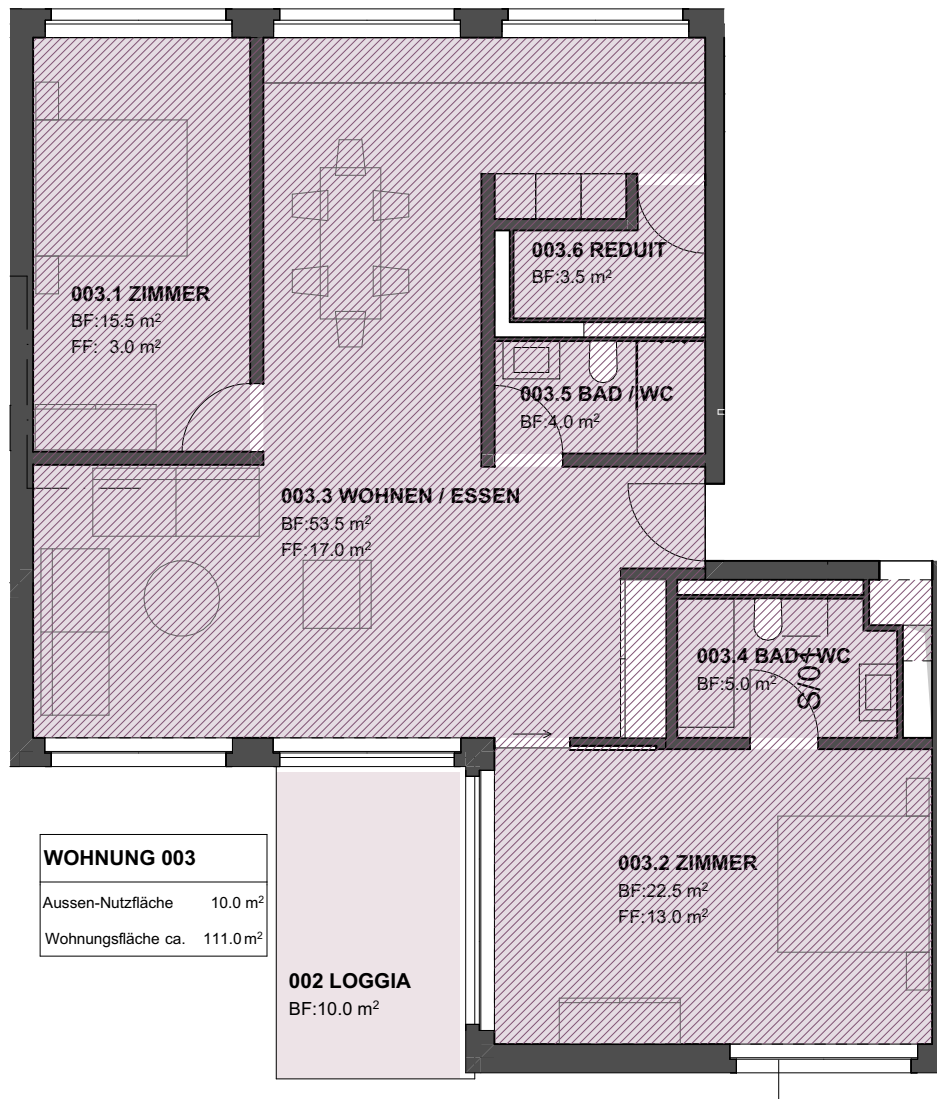 003.6 REDUIT
BF:3.5 m²
003.1 ZIMMER
BF:15.5 m²
FF: 3.0 m²
003.5 BAD / WC
BF:4.0 m²
003.3 WOHNEN / ESSEN
BF:53.5 m²
FF:17.0 m²
003.4 BAD / WC
BF:5.0 m²
S/01
WOHNUNG 003
Aussen-Nutzfläche 10.0 m²
Wohnungsfläche ca. 111.0 m²
003.2 ZIMMER
BF:22.5 m²
FF:13.0 m²
002 LOGGIA
BF:10.0 m²